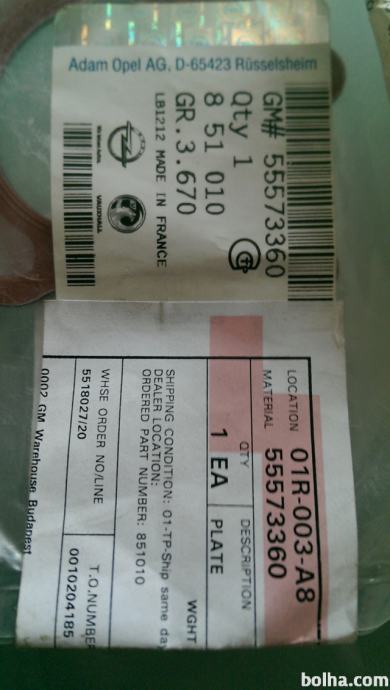 Adam Opel AG, D-65423 Rüsselsheim
GM# 55573360
Qty 1
8 51 010
GR.3.670
LB1212 MADE IN FRANCE
VAUXHALL
LOCATION 01R-003-A8
MATERIAL 55573360
QTY DESCRIPTION
1 EA PLATE
WGHT
SHIPPING CONDITION: 01-TP-Ship same da
DEALER LOCATION:
ORDERED PART NUMBER: 851010
WHSE ORDER NO/LINE T.O.NUMBE
5518027/20 0010204185
0002 GM Warehouse Budapest
bolha.com